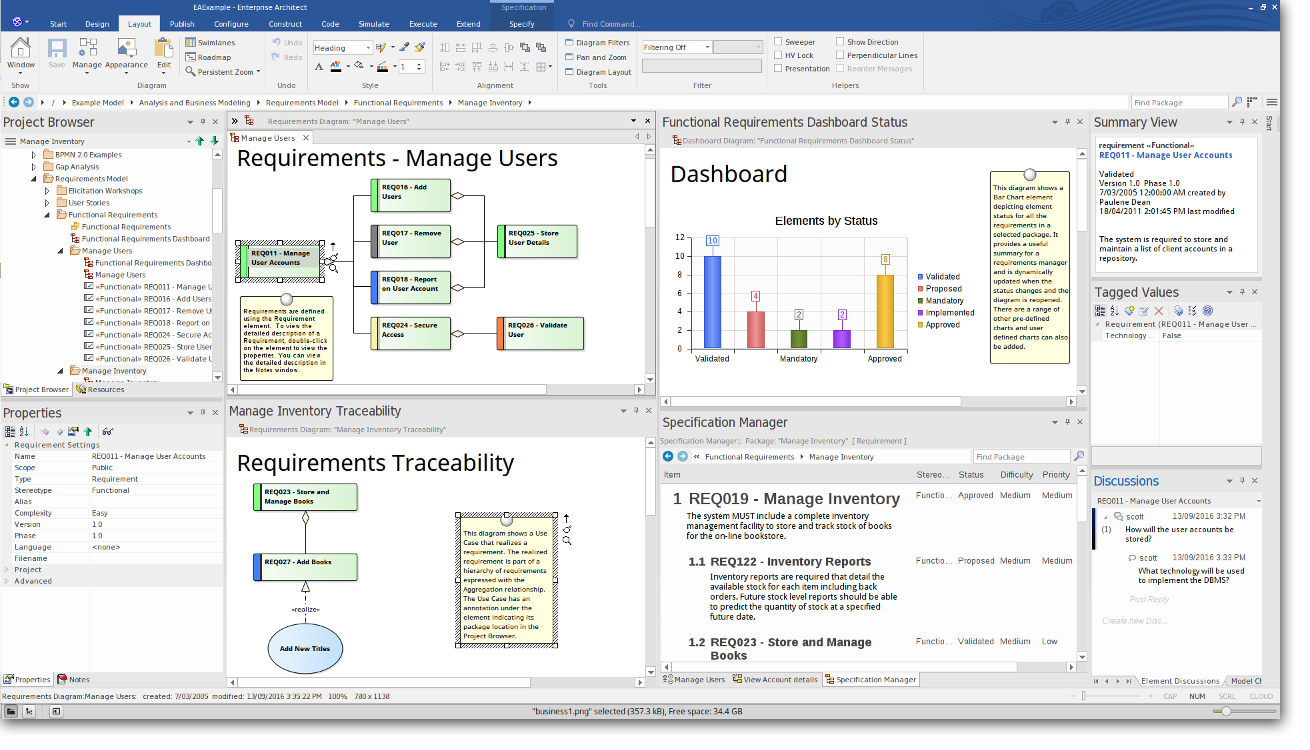 EAExample - Enterprise Architect
Specification
Start Design Layout Publish Configure Construct Code Simulate Execute Extend Specify Find Command...
Window
Show
Save Manage Appearance Edit
Swimlanes
Roadmap
Persistent Zoom
Diagram
Undo
Redo
Undo
Heading
A
1
Style
Alignment
Diagram Filters
Pan and Zoom
Diagram Layout
Tools
Filtering Off
Filter
Sweeper
HV Lock
Presentation
Show Direction
Perpendicular Lines
Reorder Messages
Helpers
/ Example Model Analysis and Business Modeling Requirements Model Functional Requirements Manage Inventory
Find Package
Start
Project Browser
Manage Inventory
BPMN 2.0 Examples
Gap Analysis
Requirements Model
Elicitation Workshops
User Stories
Functional Requirements
Functional Requirements
Functional Requirements Dashboard
Manage Users
Functional Requirements Dashbo
Manage Users
«Functional» REQ011 - Manage U
«Functional» REQ016 - Add Users
«Functional» REQ017 - Remove Us
«Functional» REQ018 - Report on
«Functional» REQ024 - Secure Ac
«Functional» REQ025 - Store User
«Functional» REQ026 - Validate U
Manage Inventory
Project Browser Resources
Properties
Requirement Settings
Name REQ011 - Manage User Accounts
Scope Public
Type Requirement
Stereotype Functional
Alias
Complexity Easy
Version 1.0
Phase 1.0
Language <none>
Filename
Project
Advanced
Properties Notes
Requirements Diagram: "Manage Users"
Manage Users
Requirements - Manage Users
REQ016 - Add
Users
REQ017 - Remove
User
REQ025 - Store
User Details
REQ011 - Manage
User Accounts
REQ018 - Report
on User Account
REQ024 - Secure
Access
REQ026 - Validate
User
Requirements are defined
using the Requirement
element. To view the
detailed description of a
Requirement, double-click
on the element to view the
properties. You can view
the detailed description in
the Notes window.
Manage Inventory Traceability
Requirements Diagram: "Manage Inventory Traceability"
Requirements Traceability
REQ023 - Store and
Manage Books
REQ027 - Add Books
«realize»
Add New Titles
This diagram shows a Use
Case that realizes a
requirement. The realized
requirement is part of a
hierarchy of requirements
expressed with the
Aggregation relationship.
The Use Case has an
annotation under the
element indicating its
package location in the
Project Browser.
Functional Requirements Dashboard Status
Dashboard Diagram: "Functional Requirements Dashboard Status"
Dashboard
Elements by Status
12
10
8
6
4
2
0
10
4
2
2
8
Validated Mandatory Approved
Validated
Proposed
Mandatory
Implemented
Approved
This diagram shows a
Bar Chart element
depicting element
status for all the
requirements in a
selected package. It
provides a useful
summary for a
requirements manager
and is dynamically
updated when the
status changes and the
diagram is reopened.
There are a range of
other pre-defined
charts and user
defined charts can also
be added.
Specification Manager
Specification Manager:: Package: "Manage Inventory" [ Requirement ]
« Functional Requirements Manage Inventory
Find Package
Item Stereo... Status Difficulty Priority
1 REQ019 - Manage Inventory Functio... Approved Medium Medium
The system MUST include a complete inventory
management facility to store and track stock of books
for the on-line bookstore.
1.1 REQ122 - Inventory Reports Functio... Proposed Medium Medium
Inventory reports are required that detail the
available stock for each item including back
orders. Future stock level reports should be able
to predict the quantity of stock at a specified
future date.
1.2 REQ023 - Store and Manage Functio... Validated Medium Low
Books
Manage Users View Account details Specification Manager
Summary View
requirement «Functional»
REQ011 - Manage User Accounts
Validated
Version 1.0 Phase 1.0
7/03/2005 12:00:00 AM created by
Paulene Dean
18/04/2011 2:01:45 PM last modified
The system is required to store and
maintain a list of client accounts in a
repository.
Tagged Values
Requirement (REQ011 - Manage User ...
Technology... False
Discussions
REQ011 - Manage User Accounts
scott 13/09/2016 3:32 PM
(1) How will the user accounts be
stored?
scott 13/09/2016 3:33 PM
What technology will be used
to implement the DBMS?
Post Reply
Create new Disc...
Element Discussions Model Ch
Requirements Diagram:Manage Users: created: 7/03/2005 modified: 13/09/2016 3:35:22 PM 100% 780 x 1138
CAP NUM SCRL CLOUD
"business1.png" selected (357.3 kB), Free space: 34.4 GB